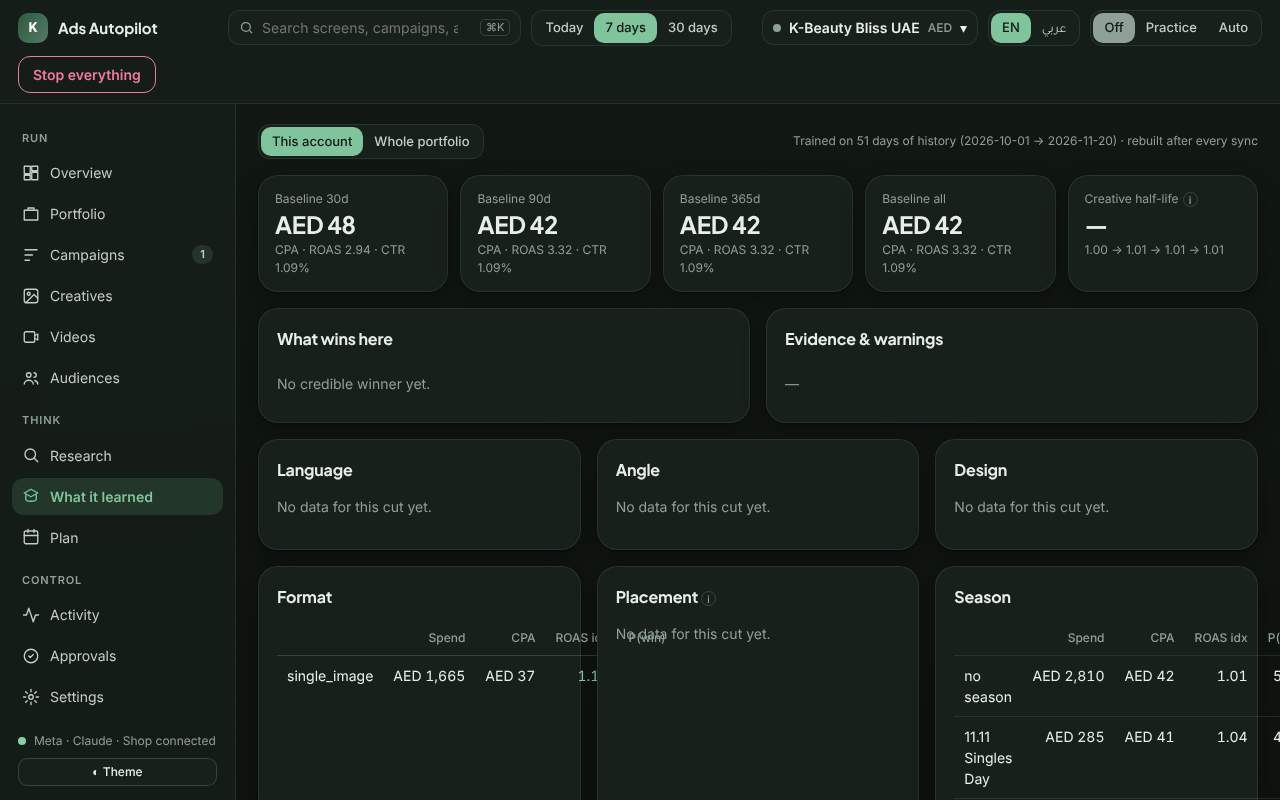 K Ads Autopilot
Search screens, campaigns, a ⌘K
Today 7 days 30 days
K-Beauty Bliss UAE AED ▾
EN عربي
Off Practice Auto
Stop everything
RUN
Overview
Portfolio
Campaigns 1
Creatives
Videos
Audiences
THINK
Research
What it learned
Plan
CONTROL
Activity
Approvals
Settings
Meta · Claude · Shop connected
Theme
This account Whole portfolio
Trained on 51 days of history (2026-10-01 → 2026-11-20) · rebuilt after every sync
Baseline 30d
AED 48
CPA · ROAS 2.94 · CTR
1.09%
Baseline 90d
AED 42
CPA · ROAS 3.32 · CTR
1.09%
Baseline 365d
AED 42
CPA · ROAS 3.32 · CTR
1.09%
Baseline all
AED 42
CPA · ROAS 3.32 · CTR
1.09%
Creative half-life i
—
1.00 → 1.01 → 1.01 → 1.01
What wins here
No credible winner yet.
Evidence & warnings
—
Language
No data for this cut yet.
Angle
No data for this cut yet.
Design
No data for this cut yet.
Format
Spend CPA ROAS P(win)
single_image AED 1,665 AED 37
Placement i
No data for this cut yet.
Season
Spend CPA ROAS idx
no
season AED 2,810 AED 42 1.01
11.11
Singles
Day AED 285 AED 41 1.04